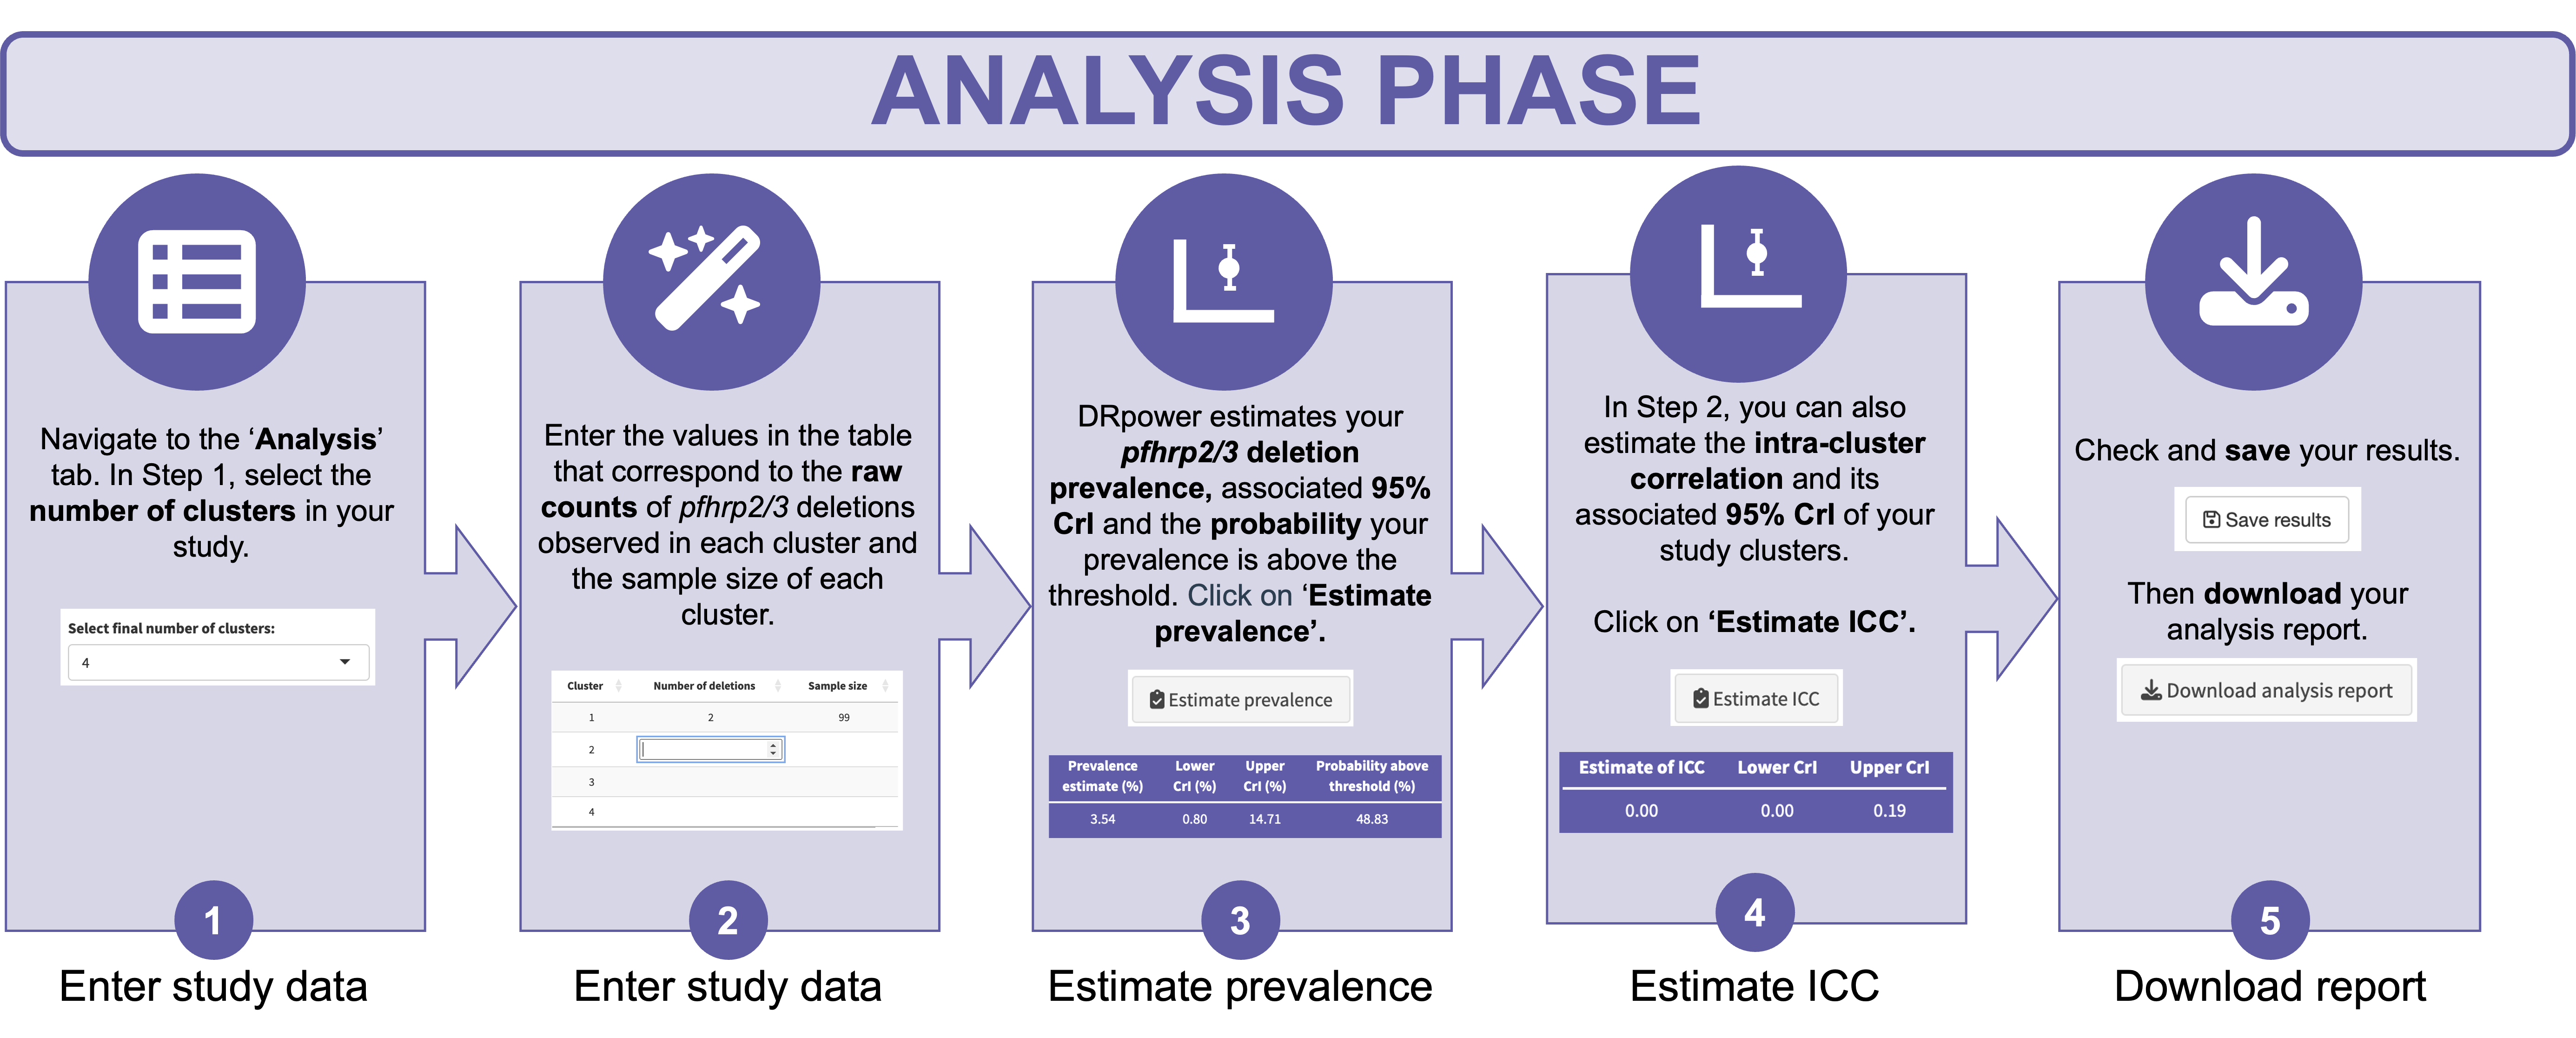 ANALYSIS PHASE
Navigate to the ‘Analysis’
tab. In Step 1, select the
number of clusters in your
study.
Select final number of clusters:
4
1
Enter study data
Enter the values in the table
that correspond to the raw
counts of pfhrp2/3 deletions
observed in each cluster and
the sample size of each
cluster.
Cluster Number of deletions Sample size
1 2 99
2
3
4
2
Enter study data
DRpower estimates your
pfhrp2/3 deletion
prevalence, associated 95%
CrI and the probability your
prevalence is above the
threshold. Click on ‘Estimate
prevalence’.
Estimate prevalence
Prevalence Lower Upper Probability above
estimate (%) CrI (%) CrI (%) threshold (%)
3.54 0.80 14.71 48.83
3
Estimate prevalence
In Step 2, you can also
estimate the intra-cluster
correlation and its
associated 95% CrI of your
study clusters.
Click on ‘Estimate ICC’.
Estimate ICC
Estimate of ICC Lower CrI Upper CrI
0.00 0.00 0.19
4
Estimate ICC
Check and save your results.
Save results
Then download your
analysis report.
Download analysis report
5
Download report